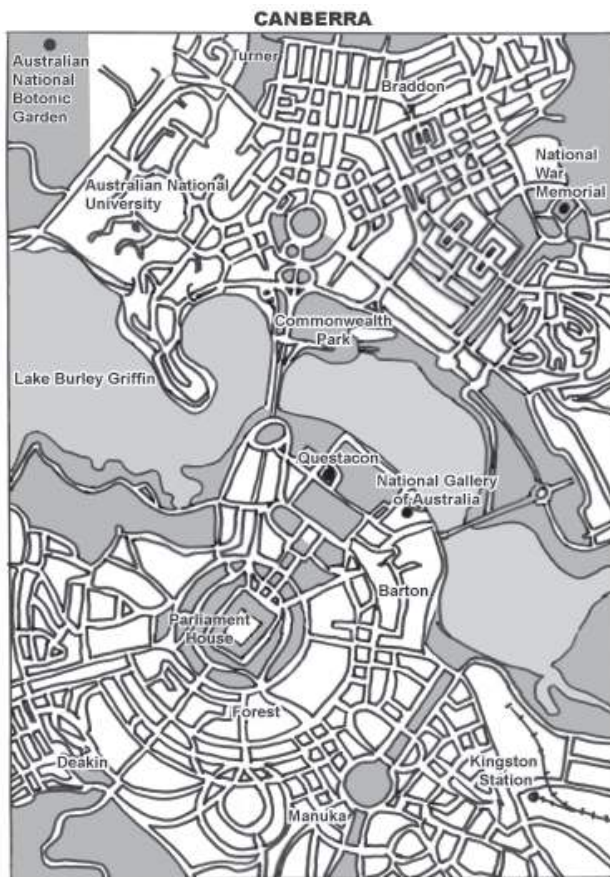 CANBERRA
Australian
National
Botonic
Garden
Turner
Braddon
National
War
Memorial
Australian National
University
Commonwealth
Park
Lake Burley Griffin
Questacon
National Gallery
of Australia
Barton
Parliament
House
Forest
Deakin
Kingston
Station
Manuka